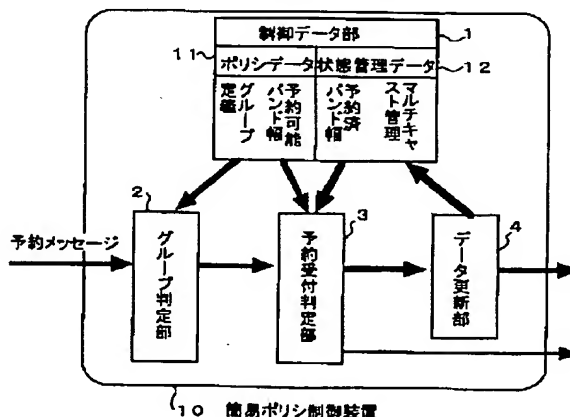 制御データ部
1
11
ポリシデータ
状態管理データ
12
グループ
定義
予約可能
バンド幅
予約済
バンド幅
マルチキャ
スト管理
2
3
4
予約メッセージ
グループ判定部
予約受付判定部
データ更新部
10 簡易ポリシ制御装置